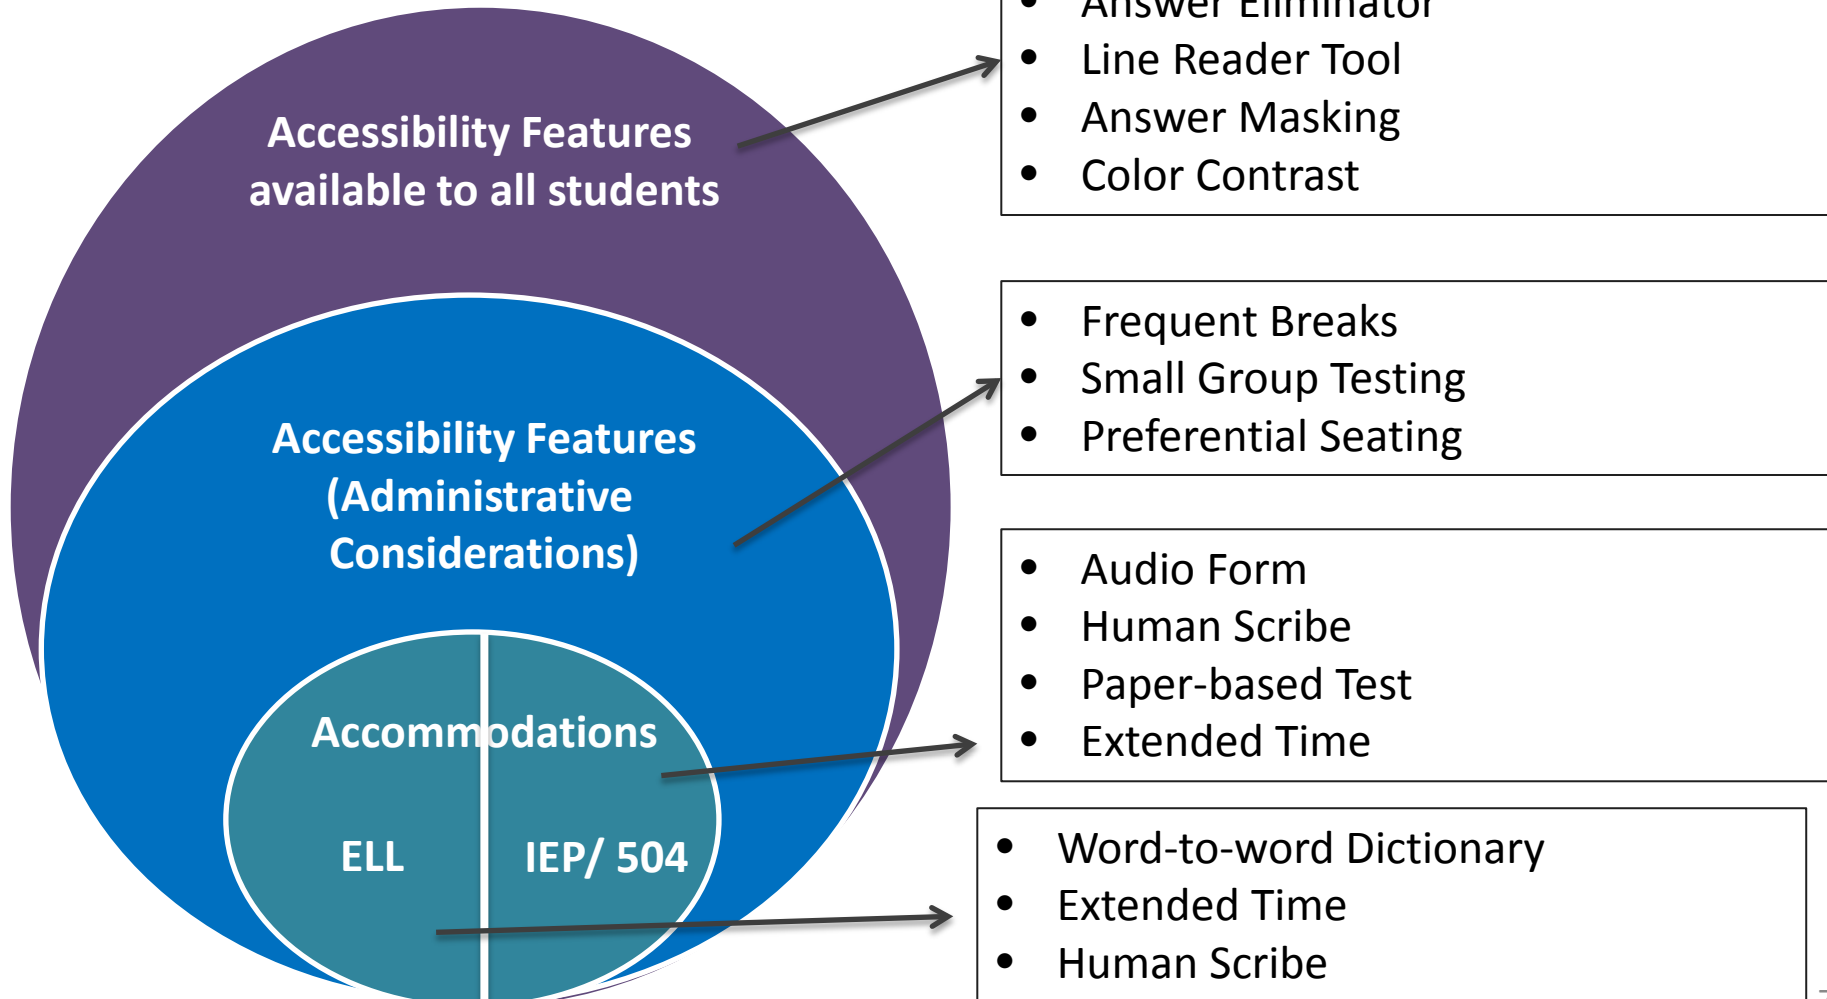 Accessibility Features
available to all students
• Answer Eliminator
• Line Reader Tool
• Answer Masking
• Color Contrast
Accessibility Features
(Administrative
Considerations)
• Frequent Breaks
• Small Group Testing
• Preferential Seating
Accommodations
ELL
IEP/ 504
• Audio Form
• Human Scribe
• Paper-based Test
• Extended Time
• Word-to-word Dictionary
• Extended Time
• Human Scribe